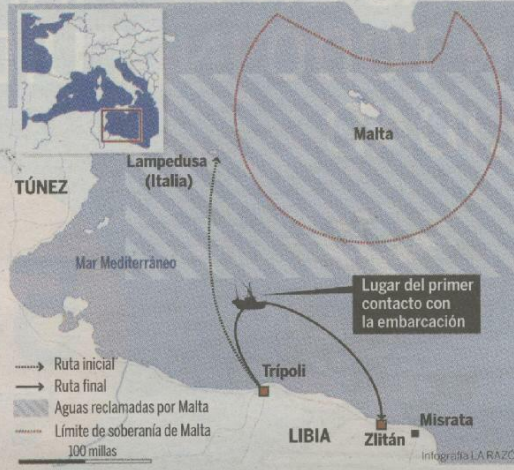 Malta
Lampedusa
(Italia)
TÚNEZ
Mar Mediterráneo
Lugar del primer
contacto con
la embarcación
Ruta inicial
Ruta final
Aguas reclamadas por Malta
Límite de soberanía de Malta
100 millas
Trípoli
LIBIA
Zlitán
Misrata
Infografía LA RAZO